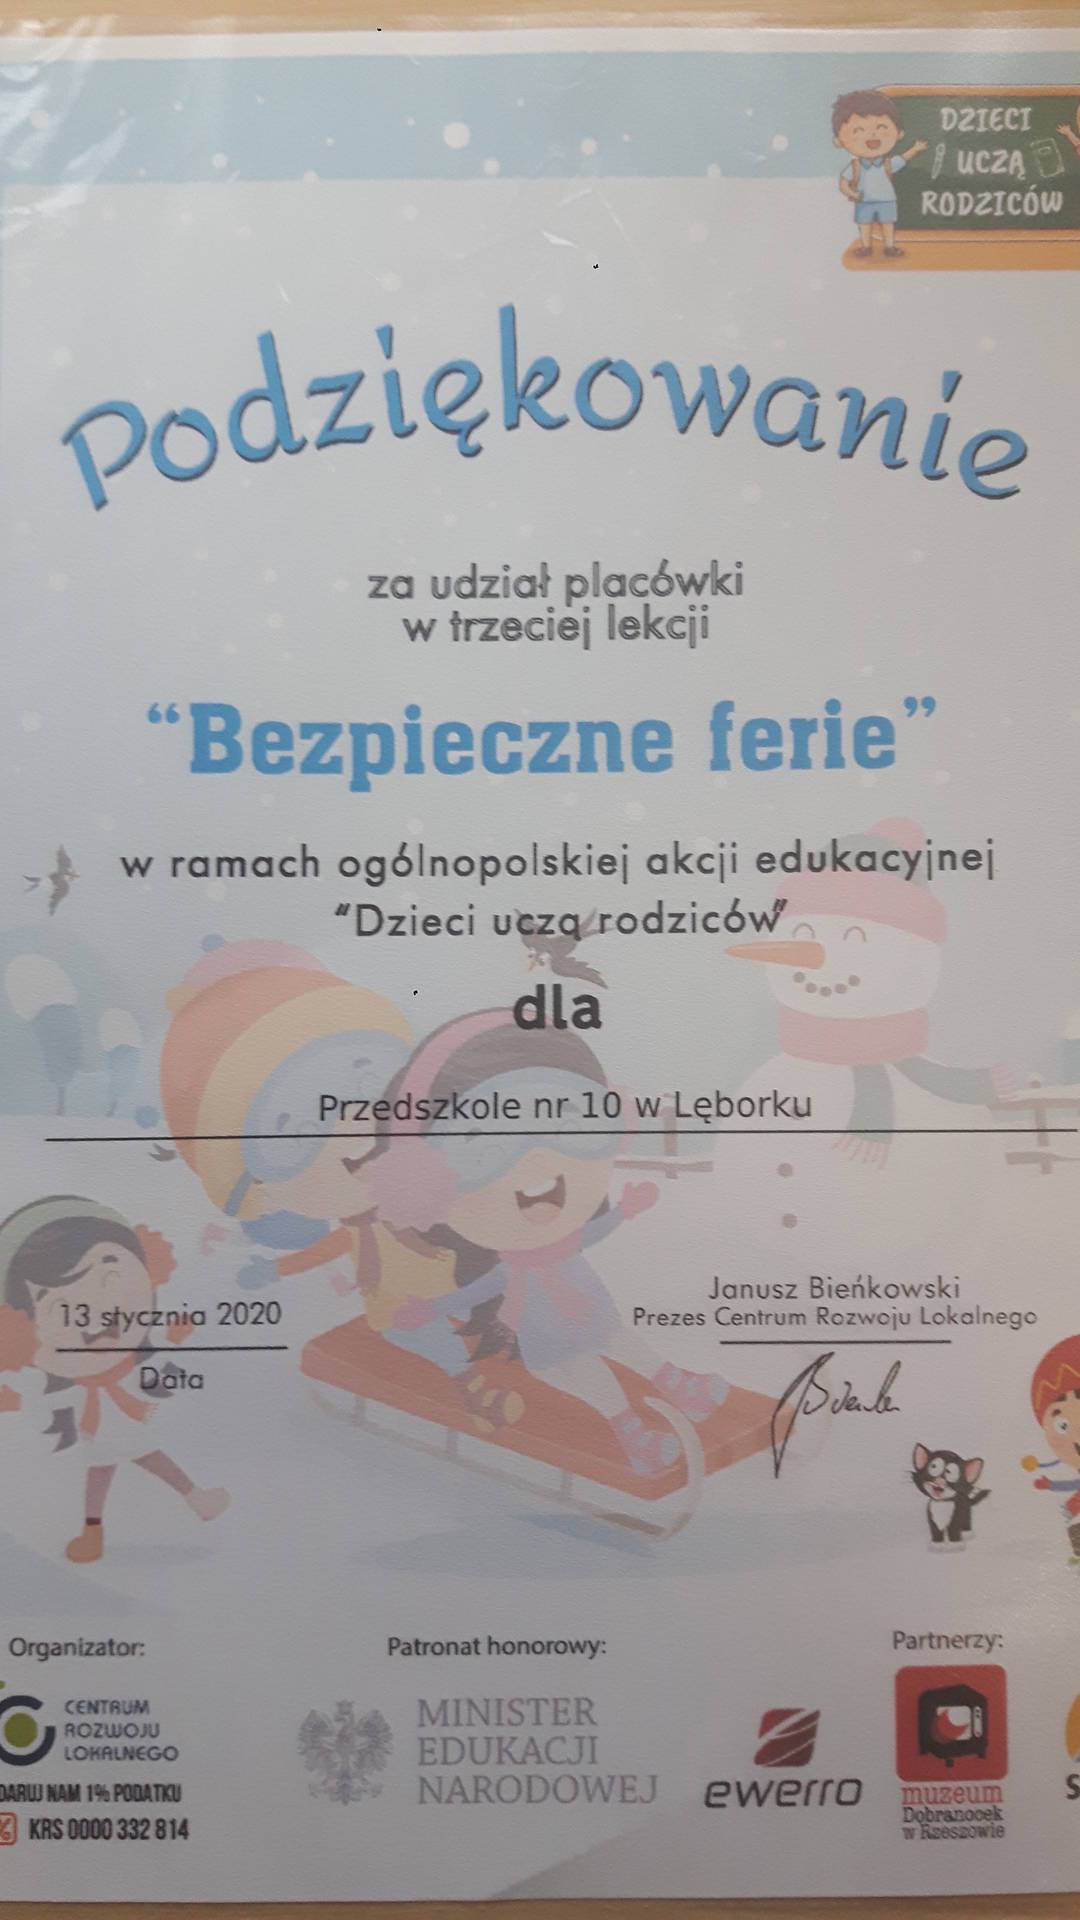 DZIECI
UCZĄ
RODZICÓW
Podziękowanie
za udział placówki
w trzeciej lekcji
“Bezpieczne ferie”
w ramach ogólnopolskiej akcji edukacyjnej
“Dzieci uczą rodziców”
dla
Przedszkole nr 10 w Lęborku
13 stycznia 2020
Data
Janusz Bieńkowski
Prezes Centrum Rozwoju Lokalnego
Organizator:
CENTRUM
ROZWOJU
LOKALNEGO
DARUJ NAM 1% PODATKU
% KRS 0000 332 814
Patronat honorowy:
MINISTER
EDUKACJI
NARODOWEJ
ewerro
Partnerzy:
muzeum
Dobranocek
w Rzeszowie